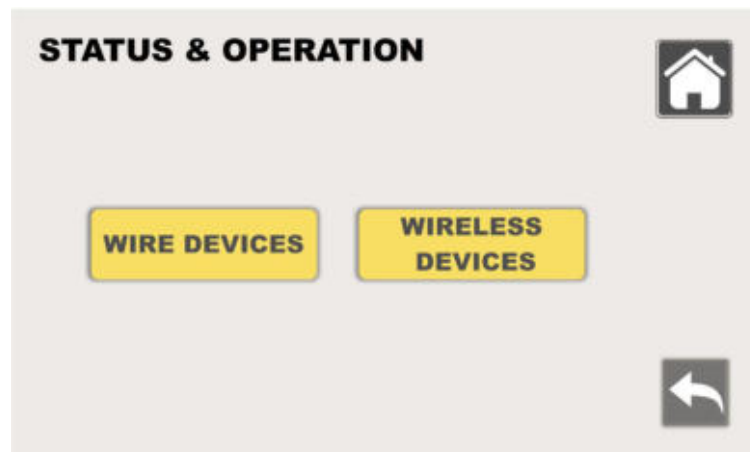 STATUS & OPERATION
WIRE DEVICES
WIRELESS
DEVICES